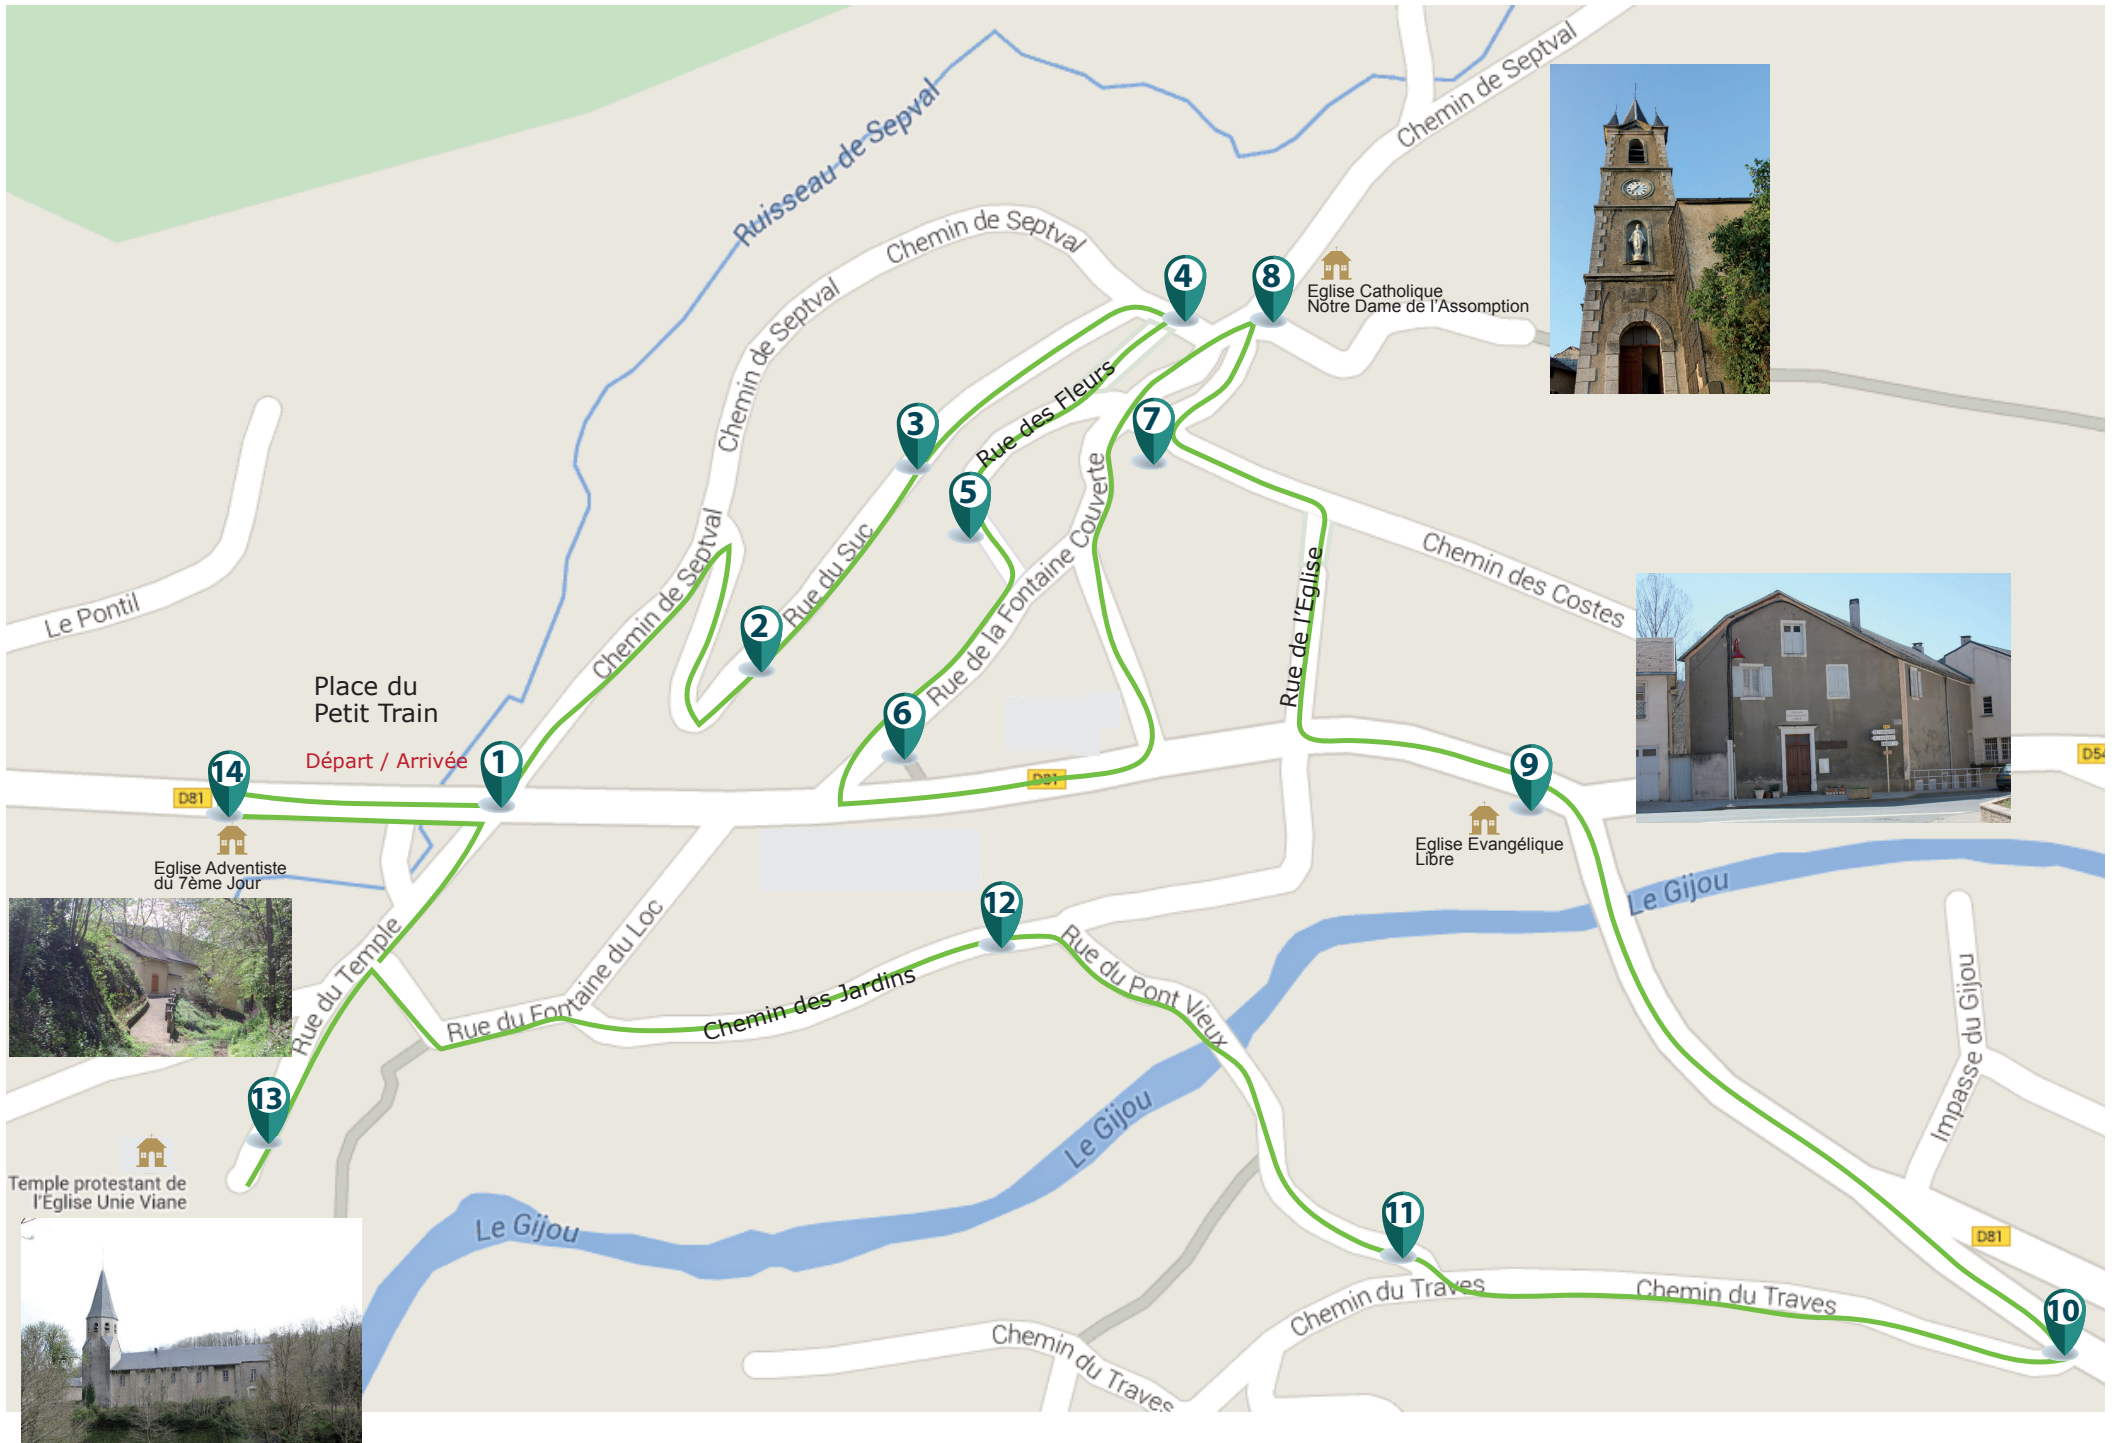 Chemin de Septval
Ruisseau de Sepval
Chemin de Septval
4
8
Eglise Catholique
Notre Dame de l'Assomption
Chemin de Septval
Chemin de Septval
3
Rue des Fleurs
7
5
Rue de la Fontaine Couverte
Chemin de Septval
Rue du Suc
Rue de l'Eglise
Chemin des Costes
Le Pontil
2
Place du
Petit Train
Départ / Arrivée
6
1
14
D81
D81
9
D54
Eglise Adventiste
du 7ème Jour
Eglise Evangélique
Libre
Le Gijou
12
Rue du Temple
Rue du Fontaine du Loc
Chemin des Jardins
Rue du Pont Vieux
Impasse du Gijou
13
Le Gijou
Temple protestant de
l'Eglise Unie Viane
Le Gijou
11
D81
Chemin du Traves
Chemin du Traves
10
Chemin du Traves